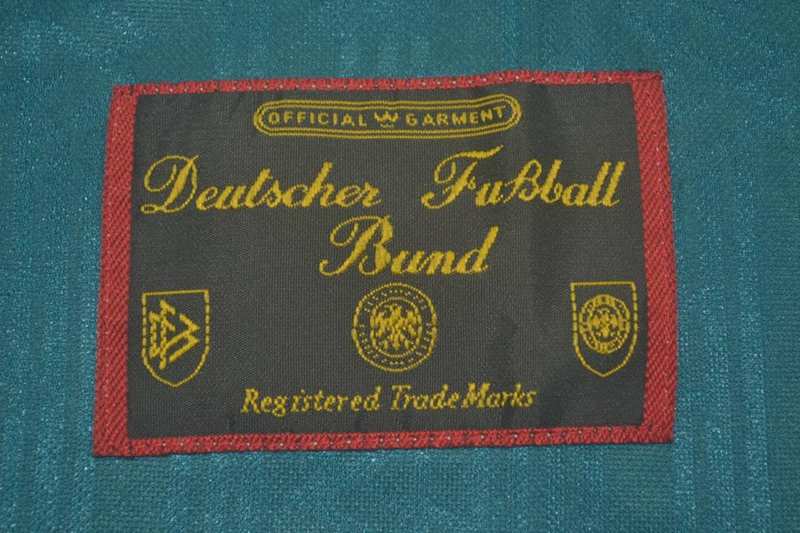 OFFICIAL GARMENT
Deutscher Fußball
Bund
Registered Trade Marks